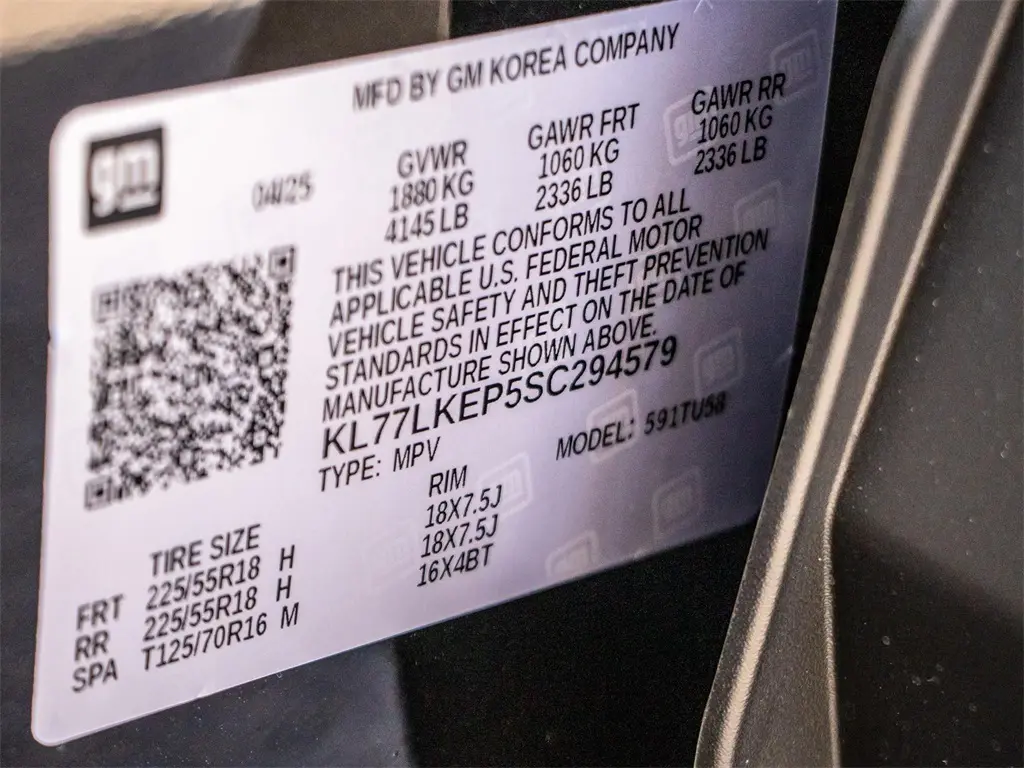 MFD BY GM KOREA COMPANY
gm
04/25
GVWR
1880 KG
4145 LB
GAWR FRT
1060 KG
2336 LB
GAWR RR
1060 KG
2336 LB
THIS VEHICLE CONFORMS TO ALL
APPLICABLE U.S. FEDERAL MOTOR
VEHICLE SAFETY AND THEFT PREVENTION
STANDARDS IN EFFECT ON THE DATE OF
MANUFACTURE SHOWN ABOVE.
KL77LKEP5SC294579
TYPE: MPV
MODEL: 591TU58
TIRE SIZE
RIM
FRT 225/55R18 H 18X7.5J
RR 225/55R18 H 18X7.5J
SPA T125/70R16 M 16X4BT